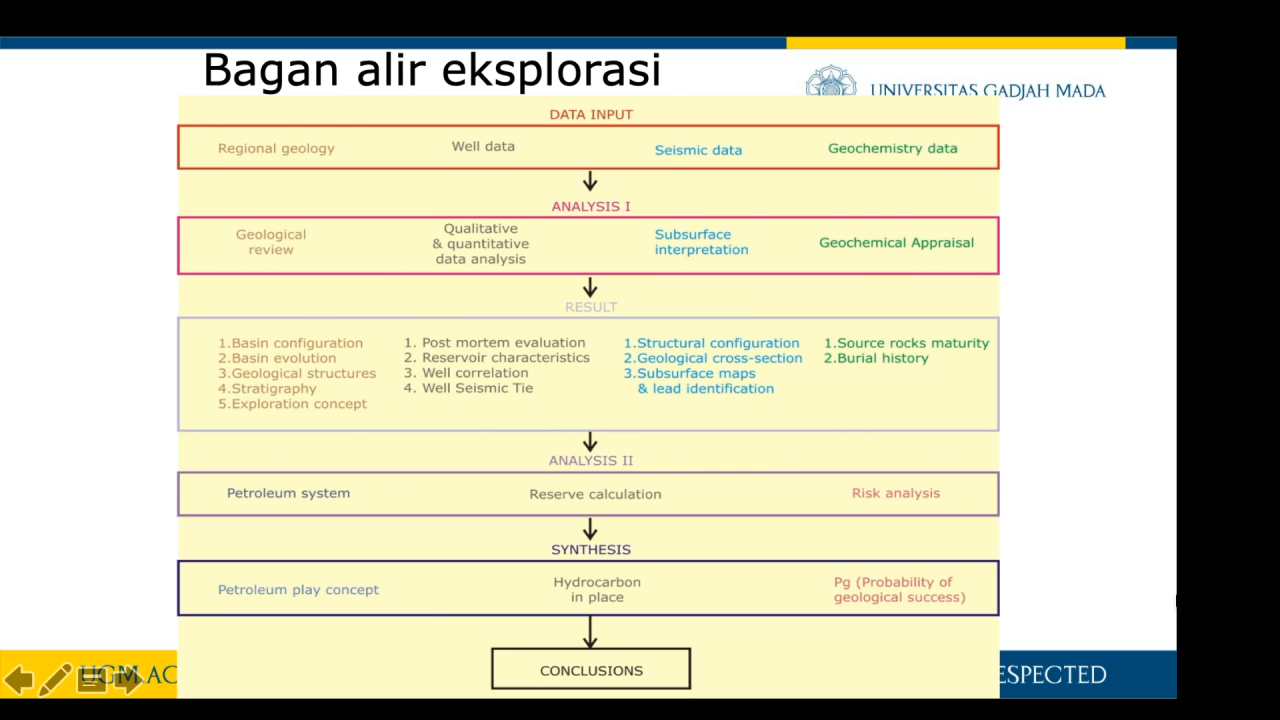 Bagan alir eksplorasi
UNIVERSITAS GADJAH MADA
DATA INPUT
Regional geology
Well data
Seismic data
Geochemistry data
ANALYSIS I
Geological
review
Qualitative
& quantitative
data analysis
Subsurface
interpretation
Geochemical Appraisal
RESULT
1.Basin configuration
2.Basin evolution
3.Geological structures
4.Stratigraphy
5.Exploration concept
1. Post mortem evaluation
2. Reservoir characteristics
3. Well correlation
4. Well Seismic Tie
1.Structural configuration
2.Geological cross-section
3.Subsurface maps
& lead identification
1.Source rocks maturity
2.Burial history
ANALYSIS II
Petroleum system
Reserve calculation
Risk analysis
SYNTHESIS
Petroleum play concept
Hydrocarbon
in place
Pg (Probability of
geological success)
CONCLUSIONS
UGM AC
ESPECTED